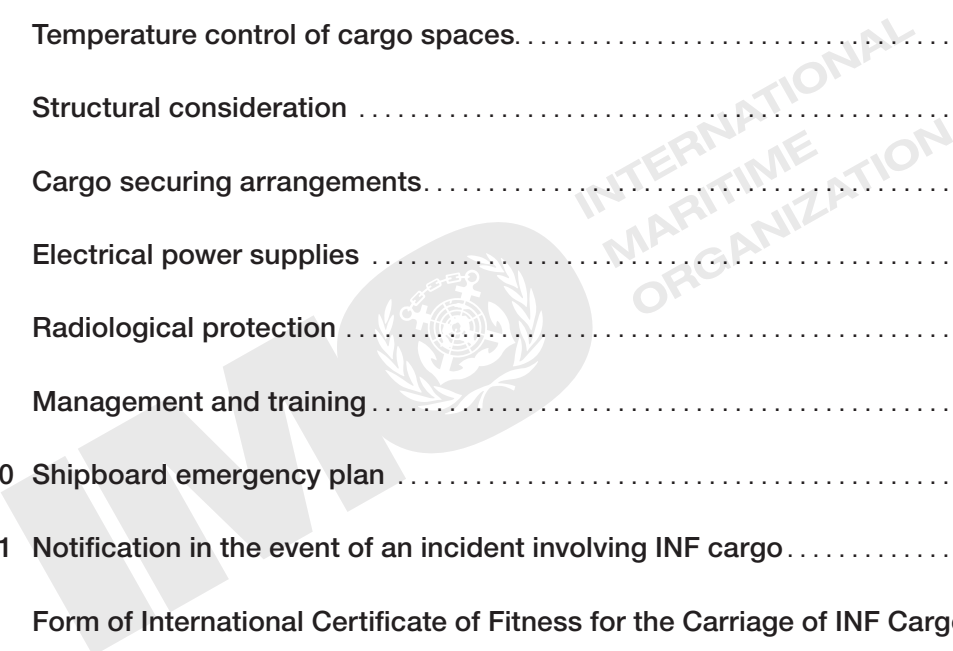 Temperature control of cargo spaces. . . . . . . . . . . . . . . . . . . . . . . . . . . . . . . . . .
Structural consideration . . . . . . . . . . . . . . . . . . . . . . . . . . . . . . . . . . . . . . . . . . . . . .
Cargo securing arrangements. . . . . . . . . . . . . . . . . . . . . . . . . . . . . . . . . . . . . . . . .
Electrical power supplies . . . . . . . . . . . . . . . . . . . . . . . . . . . . . . . . . . . . . . . . . . . . .
Radiological protection . . . . . . . . . . . . . . . . . . . . . . . . . . . . . . . . . . . . . . . . . . . . . . .
Management and training . . . . . . . . . . . . . . . . . . . . . . . . . . . . . . . . . . . . . . . . . . . . .
0 Shipboard emergency plan . . . . . . . . . . . . . . . . . . . . . . . . . . . . . . . . . . . . . . . . . . .
1 Notification in the event of an incident involving INF cargo . . . . . . . . . . . . .
Form of International Certificate of Fitness for the Carriage of INF Cargo
IMO
INTERNATIONAL
MARITIME
ORGANIZATION